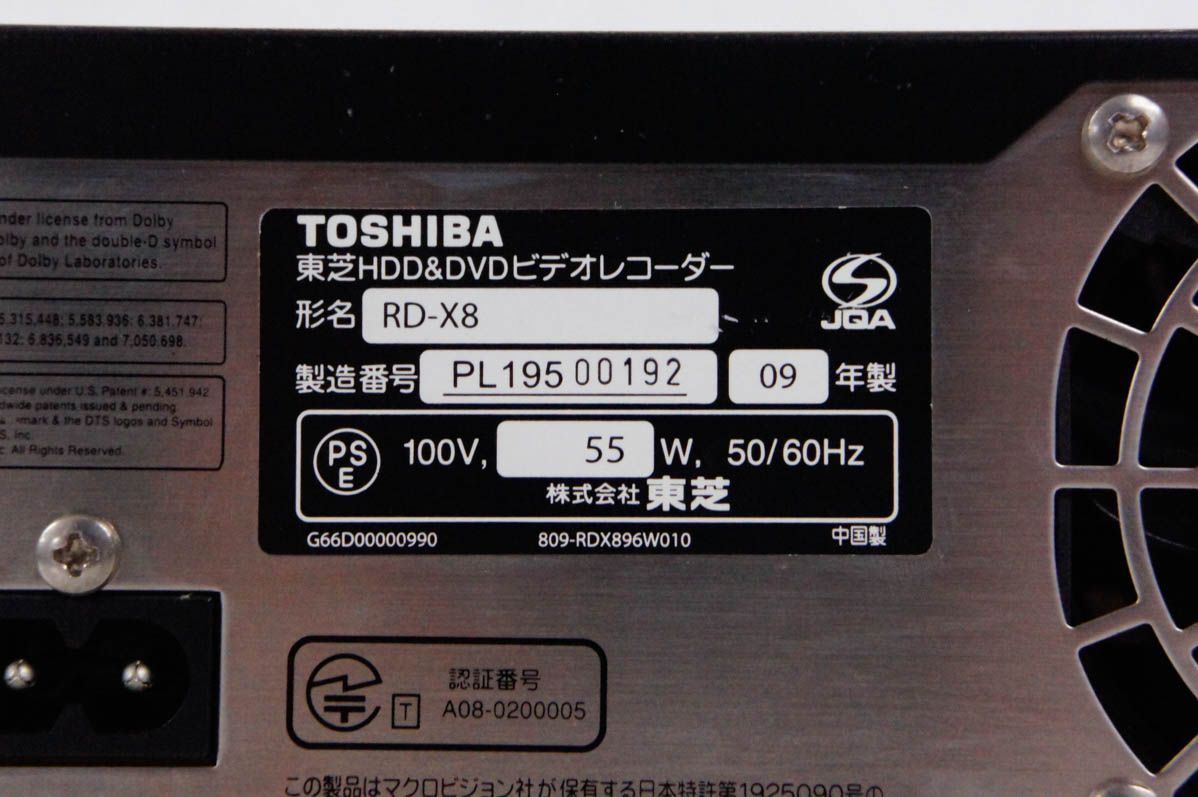 nder license from Dolby
olby and the double-D symbol
of Dolby Laboratories.
5.315.448; 5.583.936; 6.381.747;
132; 6.836.549 and 7.050.698.
icense under U.S. Patent #: 5,451,942
dwide patents issued & pending.
mark & the DTS logos and Symbol
S, Inc.
c. All Rights Reserved.
TOSHIBA
東芝HDD&DVDビデオレコーダー
形名 RD-X8
JQA
製造番号 PL19500192 09 年製
PS
E
100V, 55 W, 50/60Hz
株式会社 東芝
G66D00000990 809-RDX896W010 中国製
T
認証番号
A08-0200005
この製品はマクロビジョン社が保有する日本特許第1925090号の